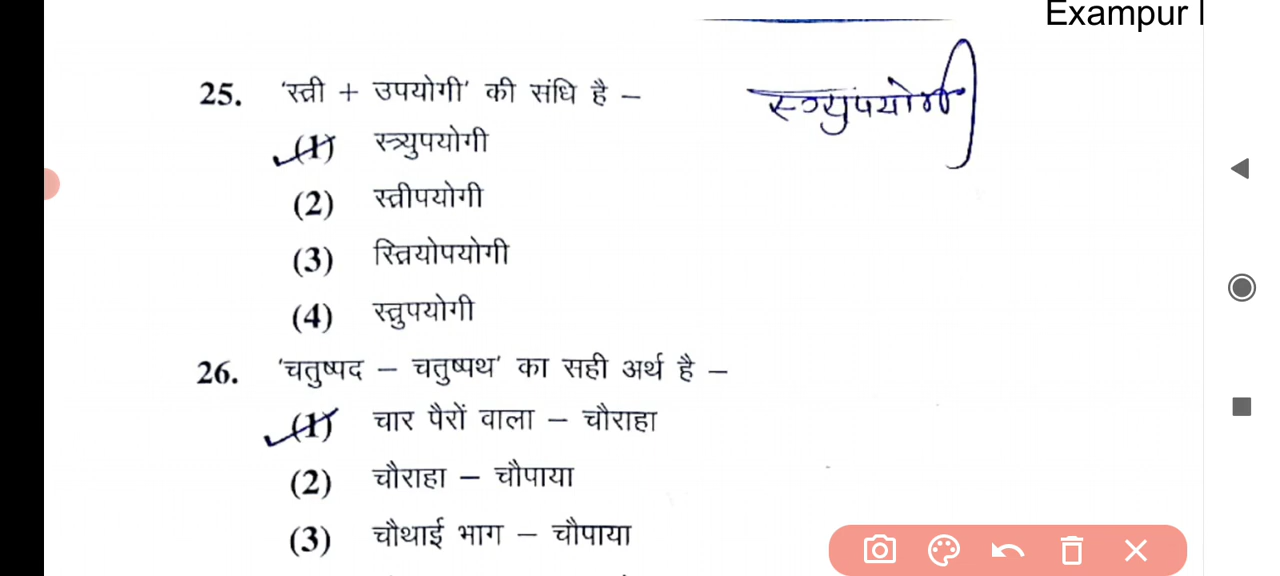 Exampur
25. 'स्त्री + उपयोगी' की संधि है –
स्त्र्युपयोगी
(1) स्त्र्युपयोगी
(2) स्त्रीपयोगी
(3) स्त्रियोपयोगी
(4) स्त्रुपयोगी
26. 'चतुष्पद – चतुष्पथ' का सही अर्थ है –
(1) चार पैरों वाला – चौराहा
(2) चौराहा – चौपाया
(3) चौथाई भाग – चौपाया